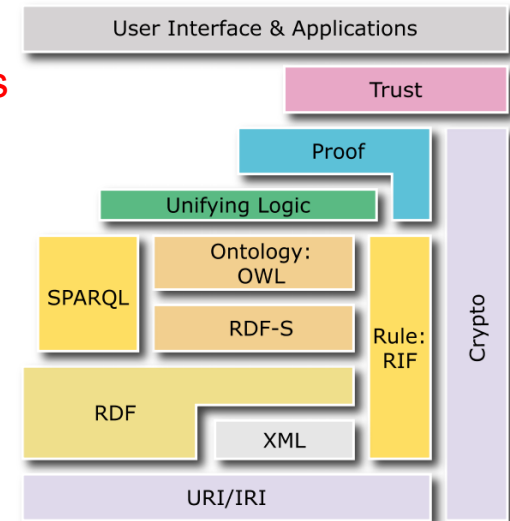 User Interface & Applications
s
Trust
Proof
Unifying Logic
Ontology:
OWL
SPARQL
RDF-S
Rule:
RIF
Crypto
RDF
XML
URI/IRI